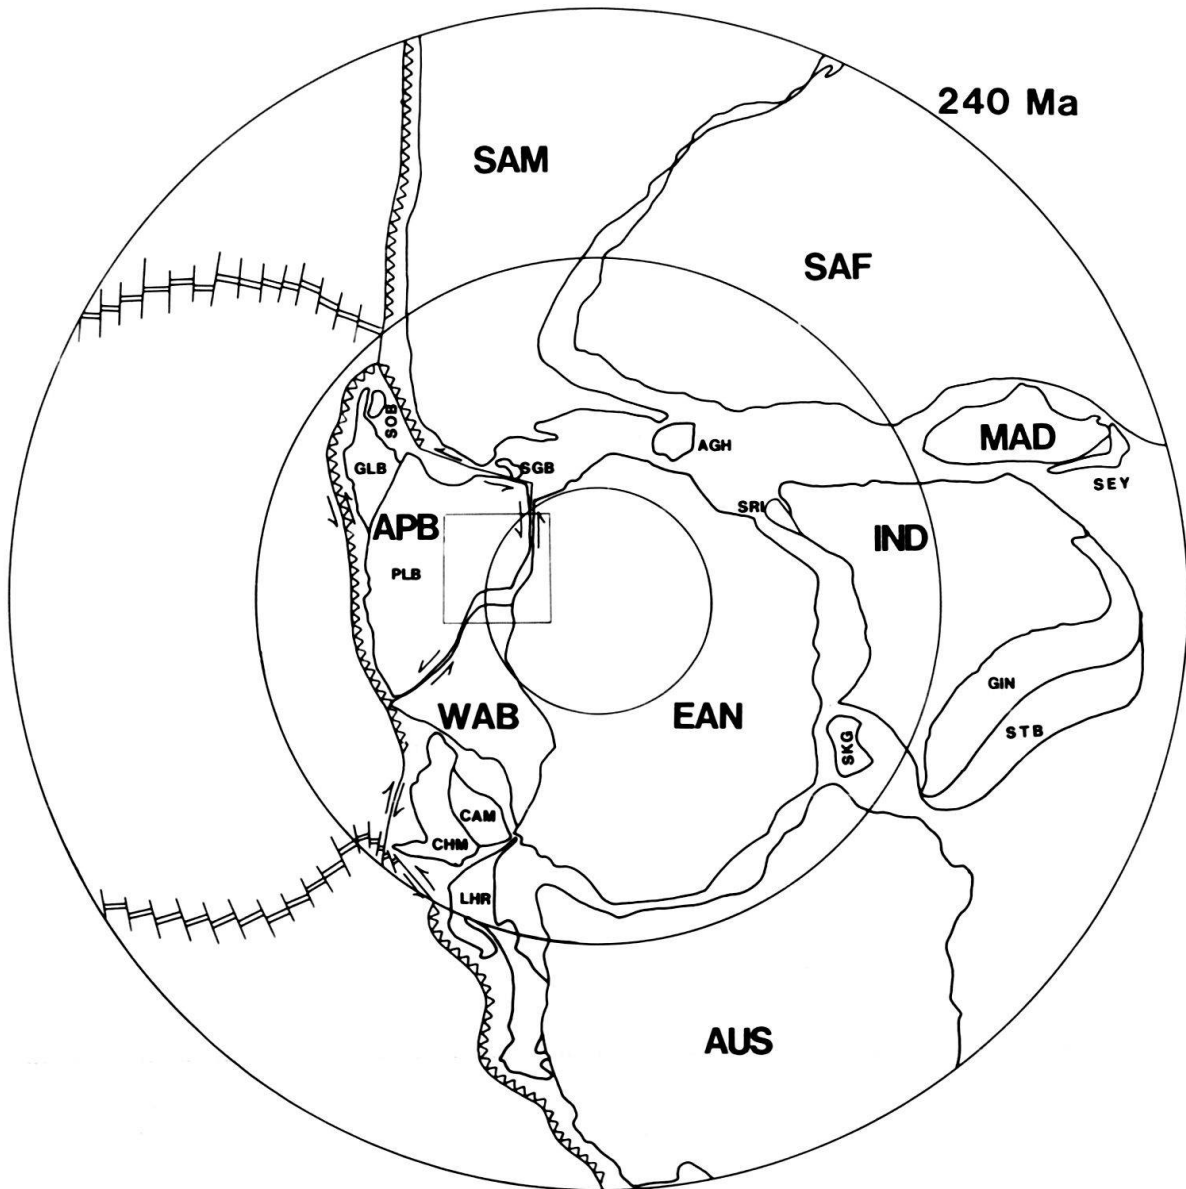 240 Ma
SAM
SAF
SOB
MAD
AGH
SGB
GLB
SEY
SRI
APB
IND
PLB
GIN
WAB
EAN
STB
SKG
CAM
CHM
LHR
AUS